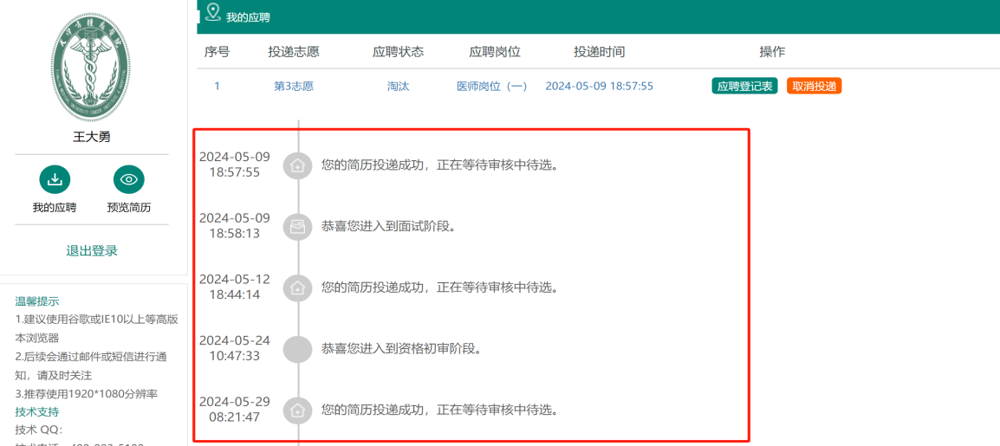 天津市肿瘤医院
王大勇
我的应聘
预览简历
退出登录
温馨提示
1.建议使用谷歌或IE10以上等高版
本浏览器
2.后续会通过邮件或短信进行通
知，请及时关注
3.推荐使用1920*1080分辨率
技术支持
技术 QQ：
我的应聘
序号 投递志愿 应聘状态 应聘岗位 投递时间 操作
1 第3志愿 淘汰 医师岗位（一） 2024-05-09 18:57:55 应聘登记表 取消投递
2024-05-09
18:57:55
您的简历投递成功，正在等待审核中待选。
2024-05-09
18:58:13
恭喜您进入到面试阶段。
2024-05-12
18:44:14
您的简历投递成功，正在等待审核中待选。
2024-05-24
10:47:33
恭喜您进入到资格初审阶段。
2024-05-29
08:21:47
您的简历投递成功，正在等待审核中待选。